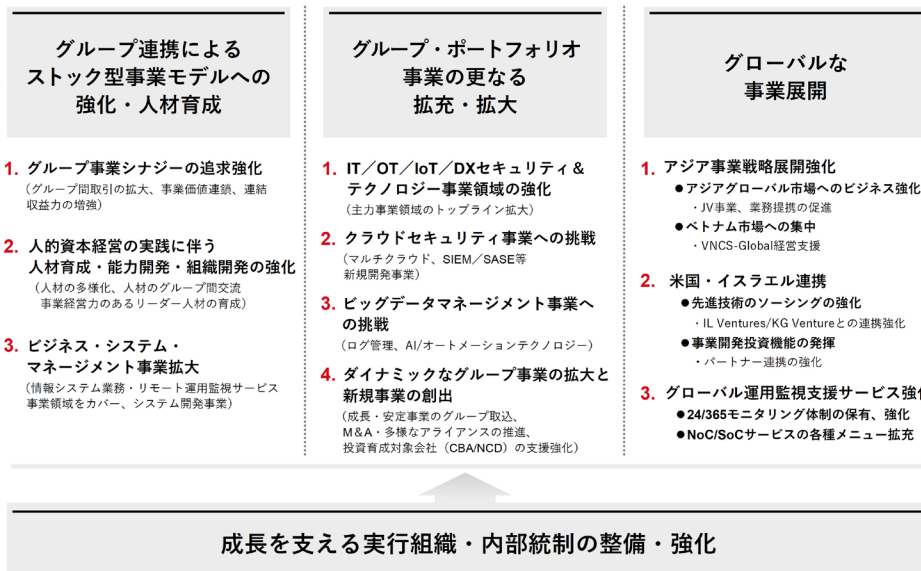 グループ連携による
ストック型事業モデルへの
強化・人材育成
1. グループ事業シナジーの追求強化
(グループ間取引の拡大、事業価値連鎖、連結
収益力の増強)
2. 人的資本経営の実践に伴う
人材育成・能力開発・組織開発の強化
(人材の多様化、人材のグループ間交流
事業経営力のあるリーダー人材の育成)
3. ビジネス・システム・
マネージメント事業拡大
(情報システム業務・リモート運用監視サービス
事業領域をカバー、システム開発事業)
グループ・ポートフォリオ
事業の更なる
拡充・拡大
1. IT／OT／IoT／DXセキュリティ＆
テクノロジー事業領域の強化
(主力事業領域のトップライン拡大)
2. クラウドセキュリティ事業への挑戦
(マルチクラウド、SIEM／SASE等
新規開発事業)
3. ビッグデータマネージメント事業へ
の挑戦
(ログ管理、AI/オートメーションテクノロジー)
4. ダイナミックなグループ事業の拡大と
新規事業の創出
(成長・安定事業のグループ取込、
M＆A・多様なアライアンスの推進、
投資育成対象会社（CBA/NCD）の支援強化)
グローバルな
事業展開
1. アジア事業戦略展開強化
●アジアグローバル市場へのビジネス強化
・JV事業、業務提携の促進
●ベトナム市場への集中
・VNCS-Global経営支援
2. 米国・イスラエル連携
●先進技術のソーシングの強化
・IL Ventures/KG Ventureとの連携強化
●事業開発投資機能の発揮
・パートナー連携の強化
3. グローバル運用監視支援サービス強
●24/365モニタリング体制の保有、強化
●NoC/SoCサービスの各種メニュー拡充
成長を支える実行組織・内部統制の整備・強化